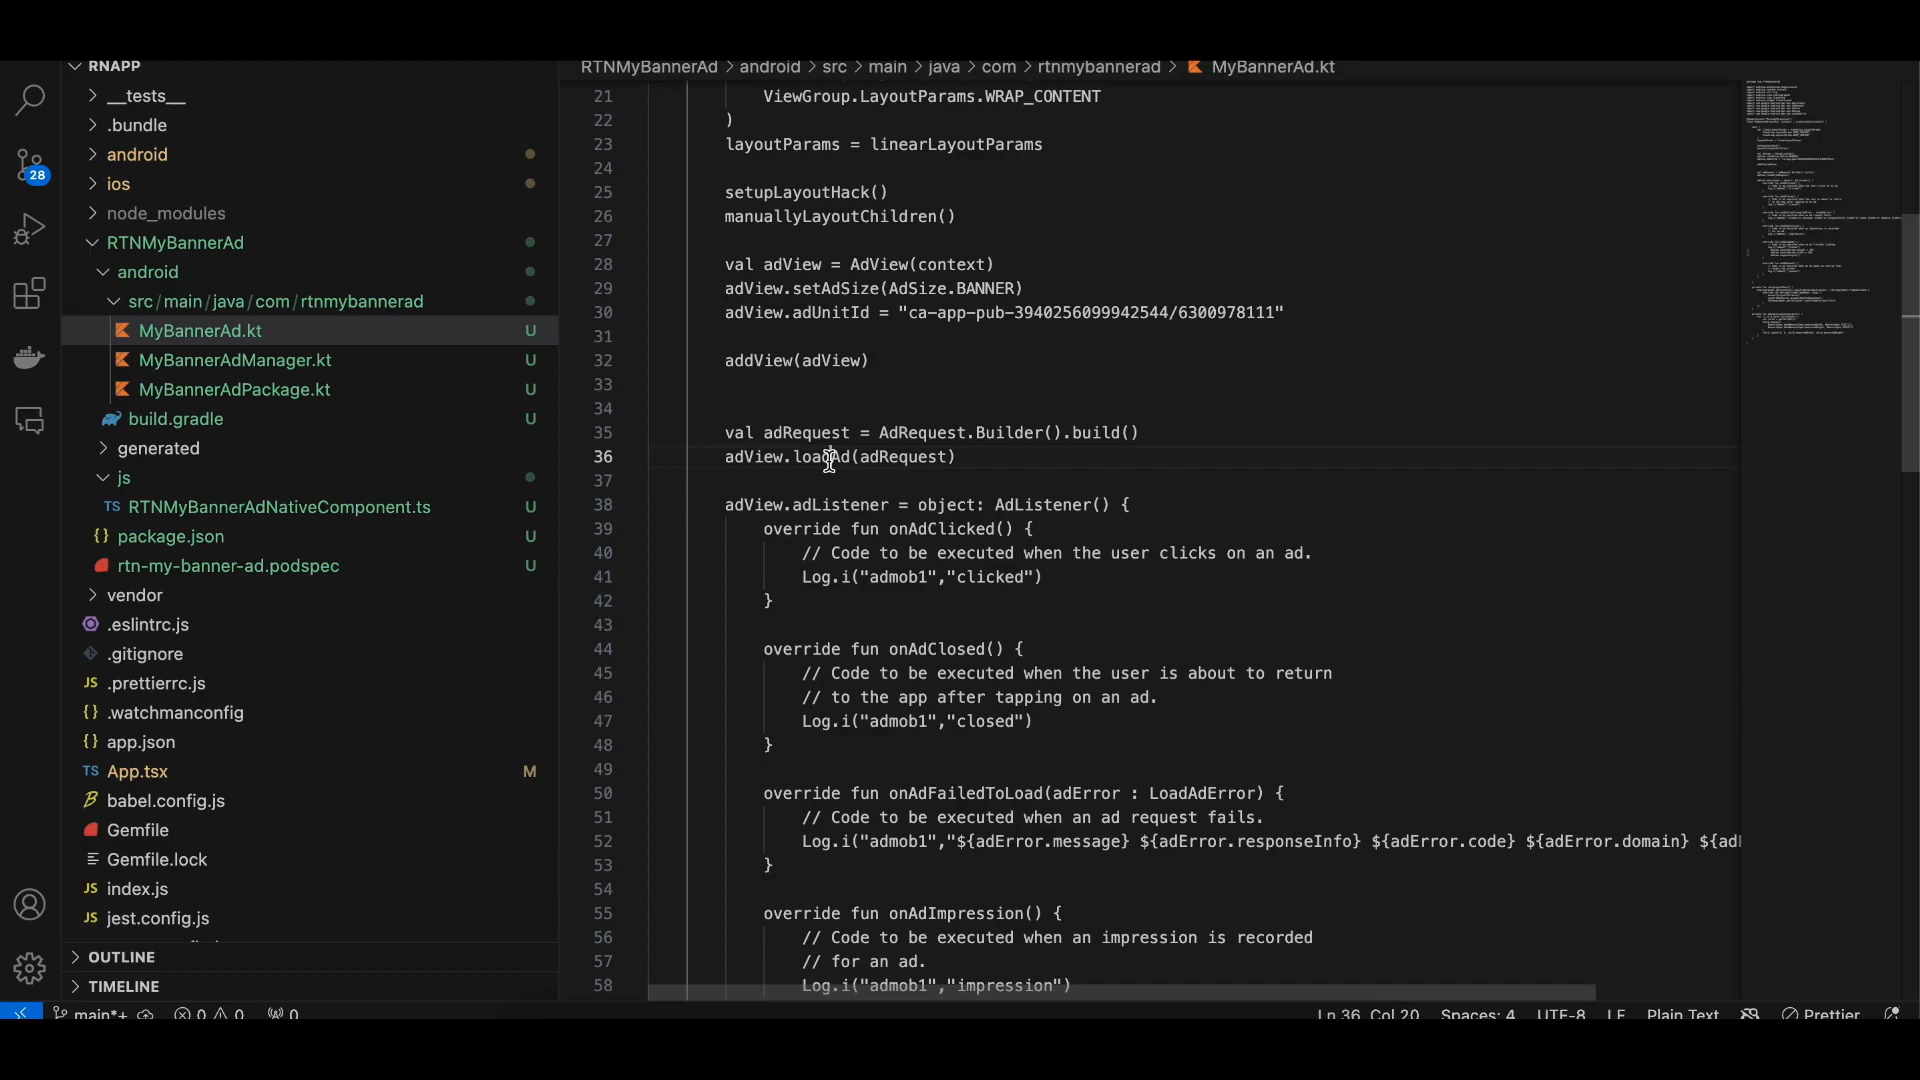 RNAPP
__tests__
.bundle
android
ios
node_modules
RTNMyBannerAd
android
src/main/java/com/rtnmybannerad
MyBannerAd.kt U
MyBannerAdManager.kt U
MyBannerAdPackage.kt U
build.gradle U
generated
js
TS RTNMyBannerAdNativeComponent.ts U
{} package.json U
rtn-my-banner-ad.podspec U
vendor
.eslintrc.js
.gitignore
JS .prettierrc.js
{} .watchmanconfig
{} app.json
TS App.tsx M
babel.config.js
Gemfile
Gemfile.lock
JS index.js
JS jest.config.js
OUTLINE
TIMELINE
28
RTNMyBannerAd > android > src > main > java > com > rtnmybannerad > MyBannerAd.kt
21 ViewGroup.LayoutParams.WRAP_CONTENT
22 )
23 layoutParams = linearLayoutParams
24
25 setupLayoutHack()
26 manuallyLayoutChildren()
27
28 val adView = AdView(context)
29 adView.setAdSize(AdSize.BANNER)
30 adView.adUnitId = "ca-app-pub-3940256099942544/6300978111"
31
32 addView(adView)
33
34
35 val adRequest = AdRequest.Builder().build()
36 adView.loadAd(adRequest)
37
38 adView.adListener = object: AdListener() {
39 override fun onAdClicked() {
40 // Code to be executed when the user clicks on an ad.
41 Log.i("admob1","clicked")
42 }
43
44 override fun onAdClosed() {
45 // Code to be executed when the user is about to return
46 // to the app after tapping on an ad.
47 Log.i("admob1","closed")
48 }
49
50 override fun onAdFailedToLoad(adError : LoadAdError) {
51 // Code to be executed when an ad request fails.
52 Log.i("admob1","${adError.message} ${adError.responseInfo} ${adError.code} ${adError.domain} ${ad
53 }
54
55 override fun onAdImpression() {
56 // Code to be executed when an impression is recorded
57 // for an ad.
58 Log.i("admob1","impression")
main*+ 0 0 0 Ln 36, Col 20 Spaces: 4 UTF-8 LF Plain Text Prettier